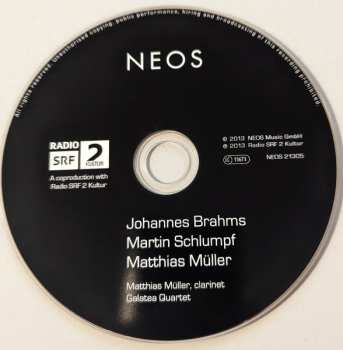 All rights reserved. Unauthorised copying, public performance, hiring and broadcasting of this recording prohibited.
NEOS
RADIO
SRF 2
KULTUR
A coproduction with
Radio SRF 2 Kultur
℗ 2013 NEOS Music GmbH
© 2013 Radio SRF 2 Kultur
LC 15673
NEOS 21305
Johannes Brahms
Martin Schlumpf
Matthias Müller
Matthias Müller, clarinet
Galatea Quartet